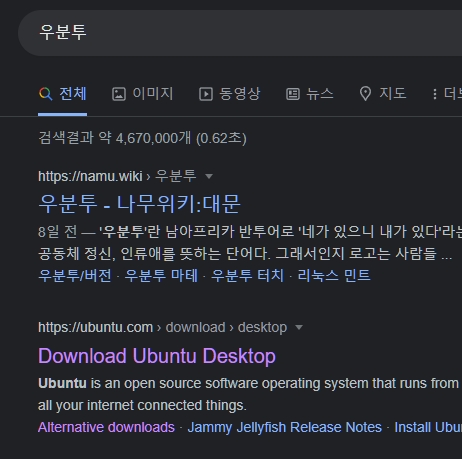 우분투
전체 이미지 동영상 뉴스 지도 더
검색결과 약 4,670,000개 (0.62초)
https://namu.wiki › 우분투
우분투 - 나무위키:대문
8일 전 — '우분투'란 남아프리카 반투어로 '네가 있으니 내가 있다'라는
공동체 정신, 인류애를 뜻하는 단어다. 그래서인지 로고는 사람들 ...
우분투/버전 · 우분투 마테 · 우분투 터치 · 리눅스 민트
https://ubuntu.com › download › desktop
Download Ubuntu Desktop
Ubuntu is an open source software operating system that runs from
all your internet connected things.
Alternative downloads · Jammy Jellyfish Release Notes · Install Ubu